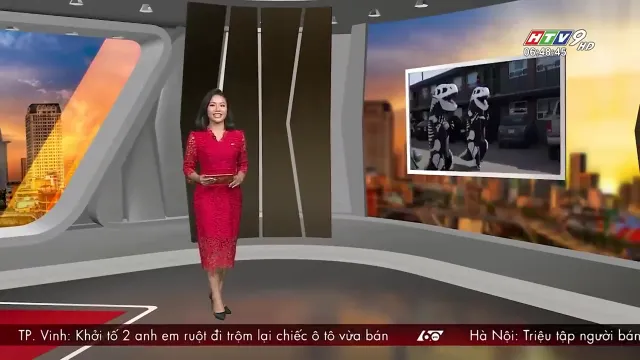 HTV9 HD
06:48:45
TP. Vinh: Khởi tố 2 anh em ruột đi trộm lại chiếc ô tô vừa bán 60 Hà Nội: Triệu tập người bán